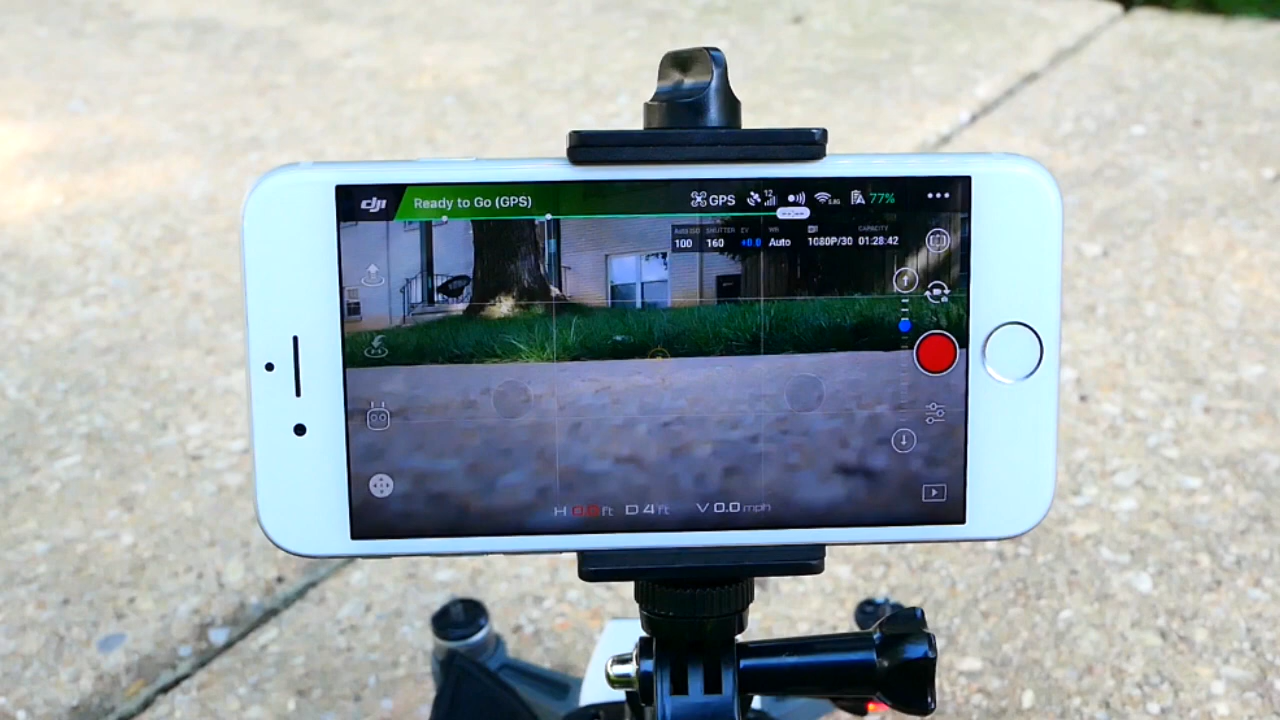 dji Ready to Go (GPS) GPS 12 77%
Auto ISO SHUTTER EV WB CAPACITY
100 160 +0.0 Auto 1080P/30 01:28:42
H ft D 4 ft V 0.0 mph